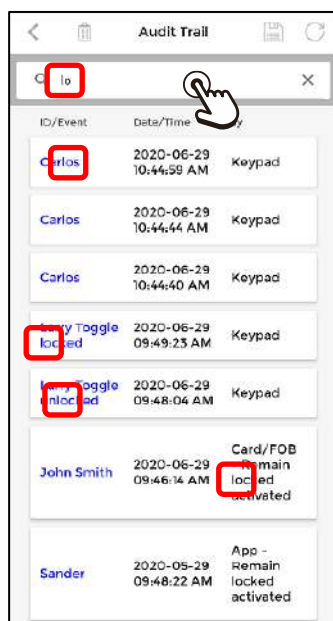 Audit Trail
lo
ID/Event Date/Time
Carlos 2020-06-29 10:44:59 AM Keypad
Carlos 2020-06-29 10:44:44 AM Keypad
Carlos 2020-06-29 10:44:40 AM Keypad
Larry Toggle 2020-06-29
locked 09:49:23 AM Keypad
Larry Toggle 2020-06-29
unlocked 09:48:04 AM Keypad
Card/FOB
- Remain
John Smith 2020-06-29 09:46:14 AM locked
activated
App -
Remain
Sander 2020-05-29 09:48:22 AM locked
activated